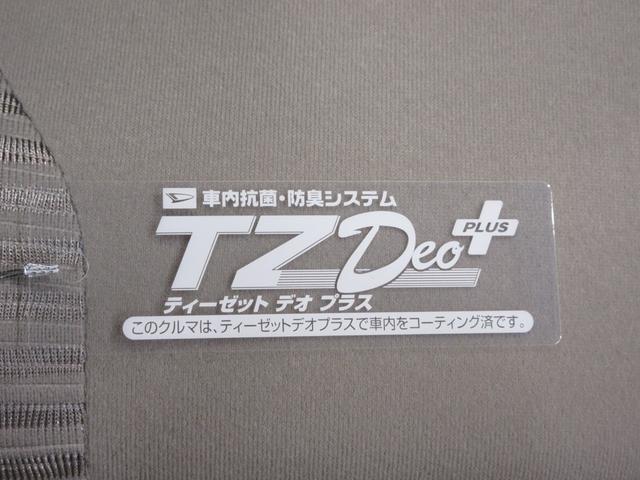 車内抗菌・防臭システム
TZ Deo PLUS
ティーゼット デオ プラス
このクルマは、ティーゼットデオプラスで車内をコーティング済です。